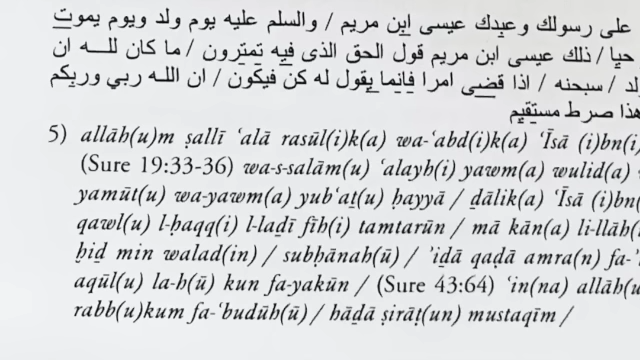 على رسولك وعبدك عيسى ابن مريم / والسلم عليه يوم ولد ويوم يموت
حيا / ذلك عيسى ابن مريم قول الحق الذى فيه تمترون / ما كان لله ان
ولد / سبحنه / اذا قضى امرا فانما يقول له كن فيكون / ان الله ربي وربكم
هذا صرط مستقيم
5) allāh(u)m ṣallī ʿalā rasūl(i)k(a) wa-ʿabd(i)k(a) ʿĪsā (i)bn(i)
(Sure 19:33-36) wa-s-salām(u) ʿalayh(i) yawm(a) wulid(a)
yamūt(u) wa-yawm(a) yubʿaṯ(u) ḥayyā / ḏālik(a) ʿĪsā (i)bn(
qawl(u) l-ḥaqq(i) l-laḏī fīh(i) tamtarūn / mā kān(a) li-llāh(
ḫiḏ min walad(in) / subḥānah(ū) / ʾiḏā qaḍā amra(n) fa-ʾ
aqūl(u) la-h(ū) kun fa-yakūn / (Sure 43:64) ʿin(na) allāh(u
rabb(u)kum fa-ʿbudūh(ū) / hāḏā ṣirāṭ(un) mustaqīm /